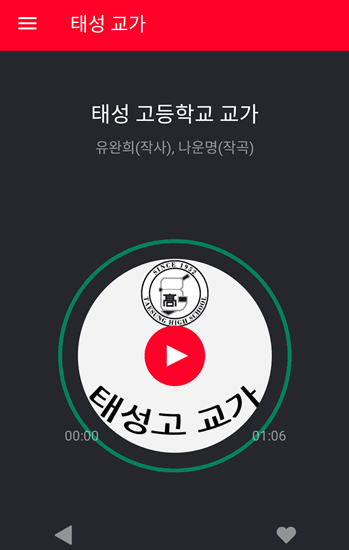 태성 교가
태성 고등학교 교가
유완희(작사), 나운명(작곡)
SINCE 1952
高
TAESUNG HIGH SCHOOL
태성고 교가
00:00
01:06